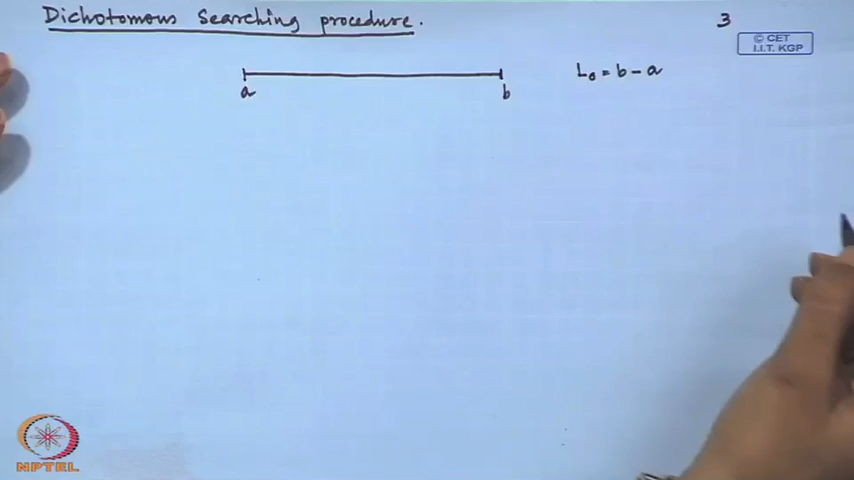 Dichotomous Searching procedure.
3
© CET
I.I.T. KGP
a b
L₀ = b - a
NPTEL